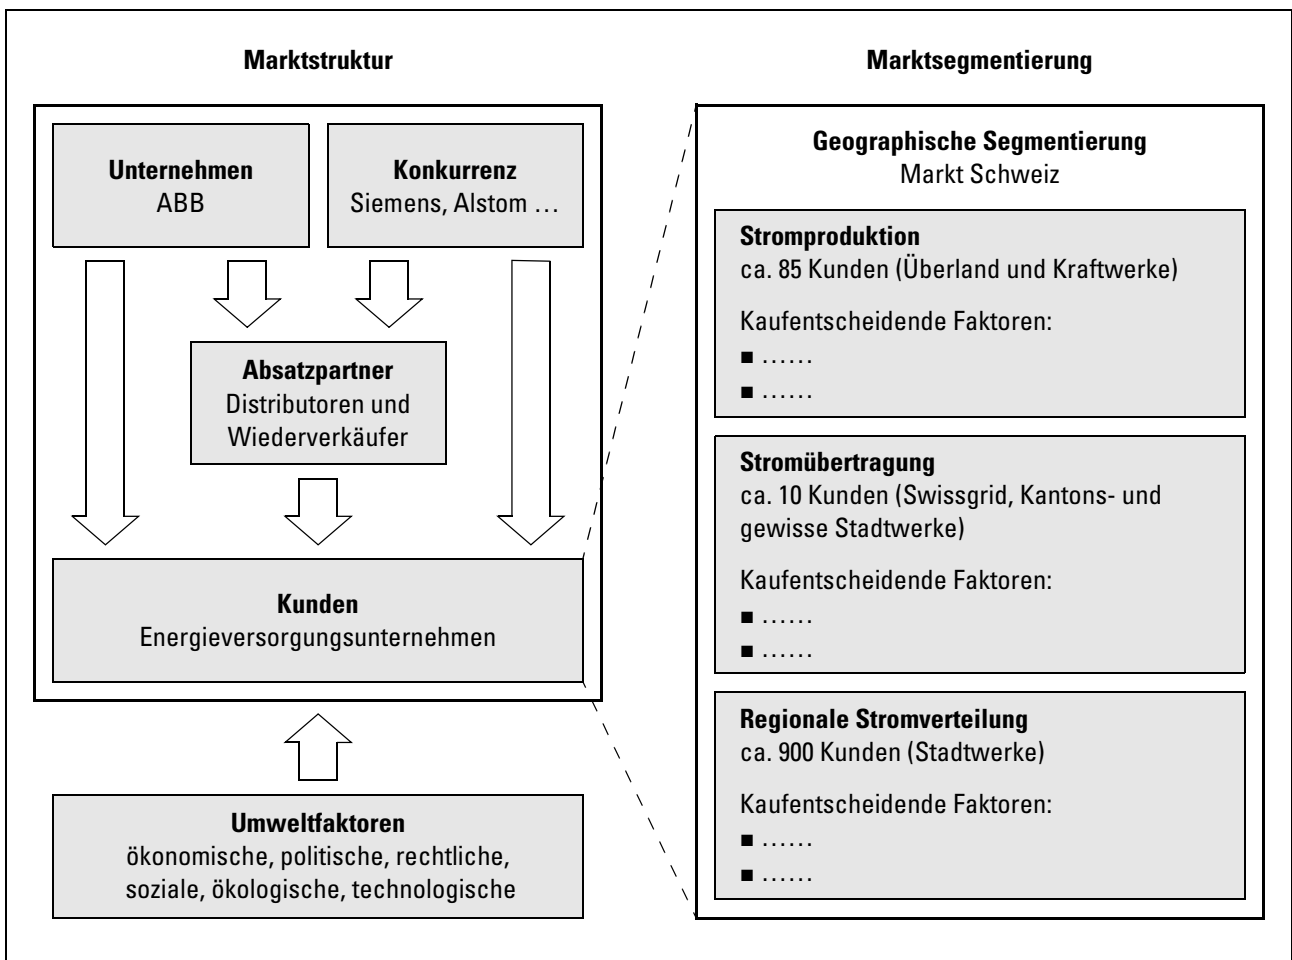 Marktstruktur
Unternehmen
ABB
Konkurrenz
Siemens, Alstom …
Absatzpartner
Distributoren und
Wiederverkäufer
Kunden
Energieversorgungsunternehmen
Umweltfaktoren
ökonomische, politische, rechtliche,
soziale, ökologische, technologische
Marktsegmentierung
Geographische Segmentierung
Markt Schweiz
Stromproduktion
ca. 85 Kunden (Überland und Kraftwerke)
Kaufentscheidende Faktoren:
■ ......
■ ......
Stromübertragung
ca. 10 Kunden (Swissgrid, Kantons- und
gewisse Stadtwerke)
Kaufentscheidende Faktoren:
■ ......
■ ......
Regionale Stromverteilung
ca. 900 Kunden (Stadtwerke)
Kaufentscheidende Faktoren:
■ ......
■ ......